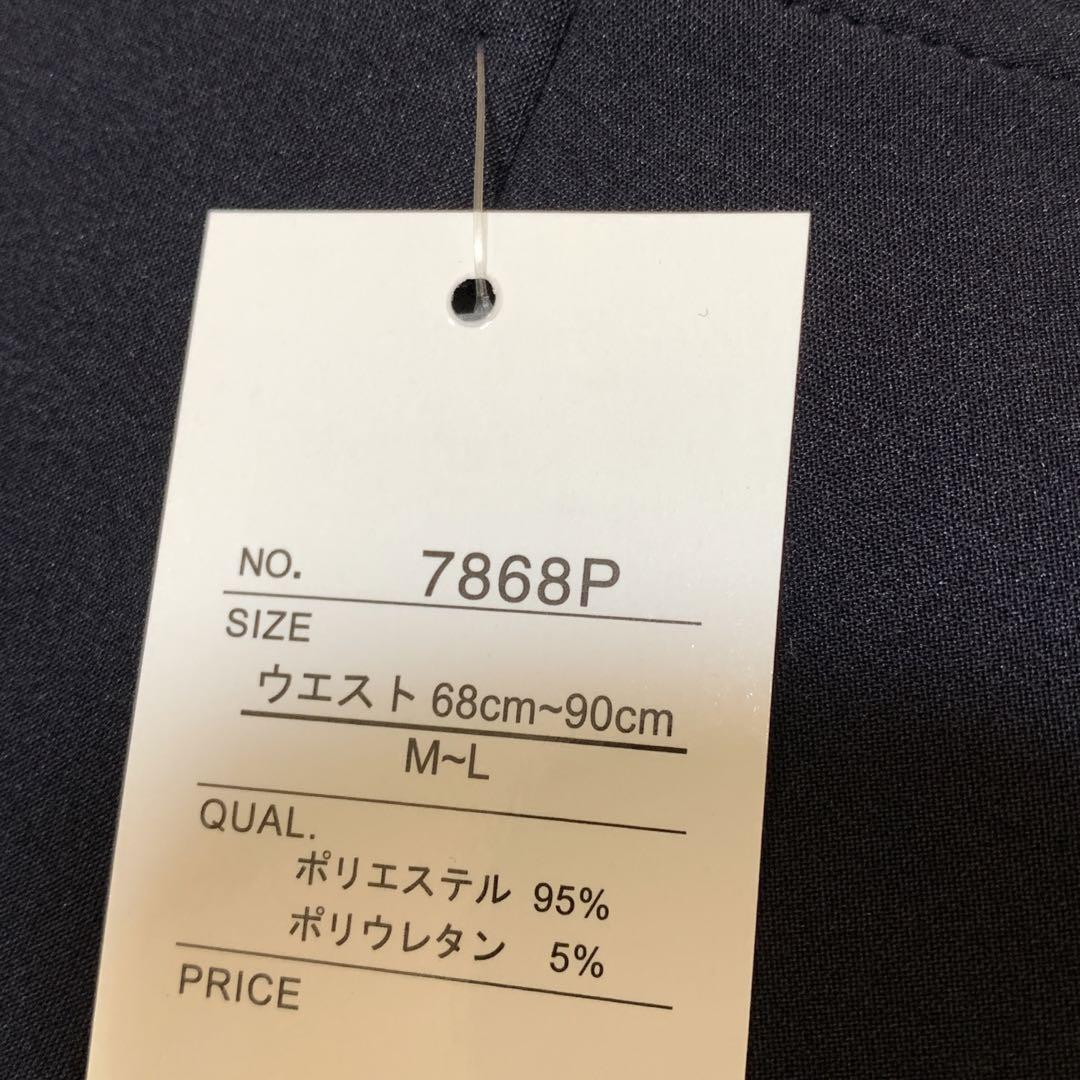 NO. 7868P
SIZE
ウエスト 68cm~90cm
M~L
QUAL.
ポリエステル 95%
ポリウレタン 5%
PRICE